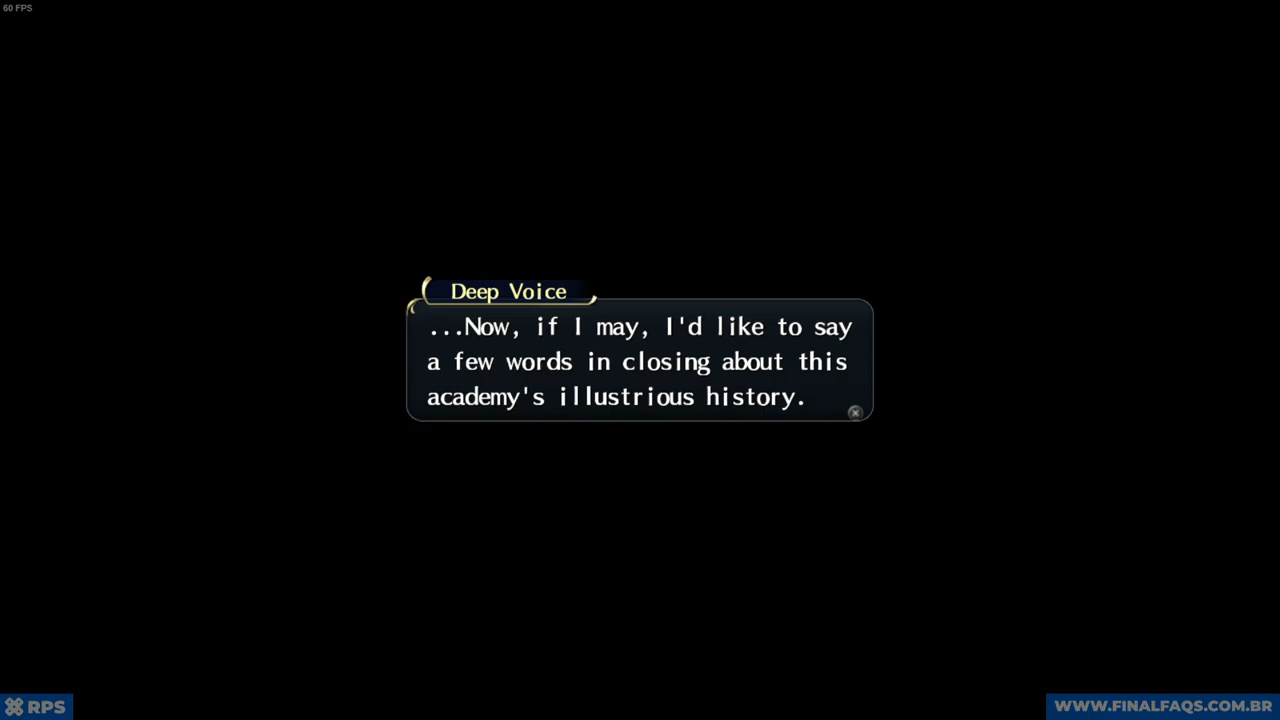 60 FPS
Deep Voice
...Now, if I may, I'd like to say
a few words in closing about this
academy's illustrious history.
RPS
WWW.FINALFAQS.COM.BR